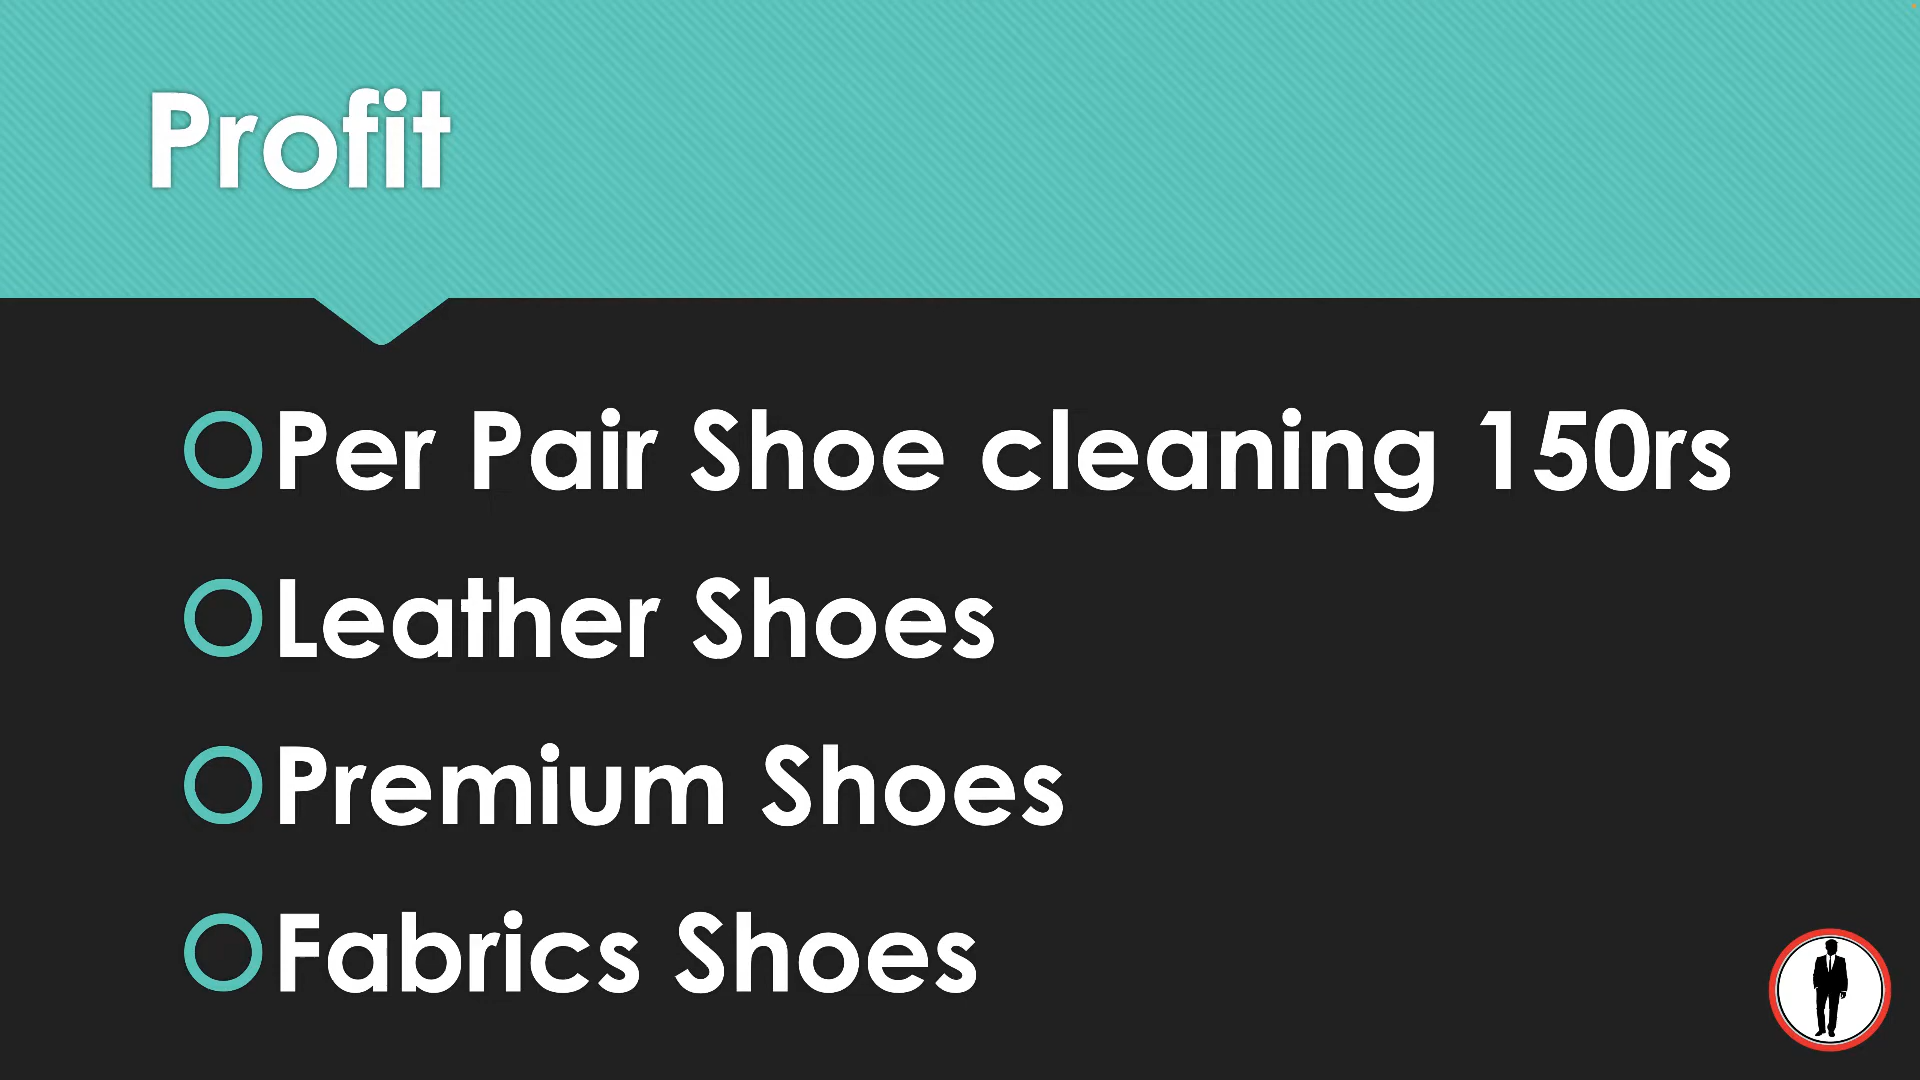 Profit
Per Pair Shoe cleaning 150rs
Leather Shoes
Premium Shoes
Fabrics Shoes